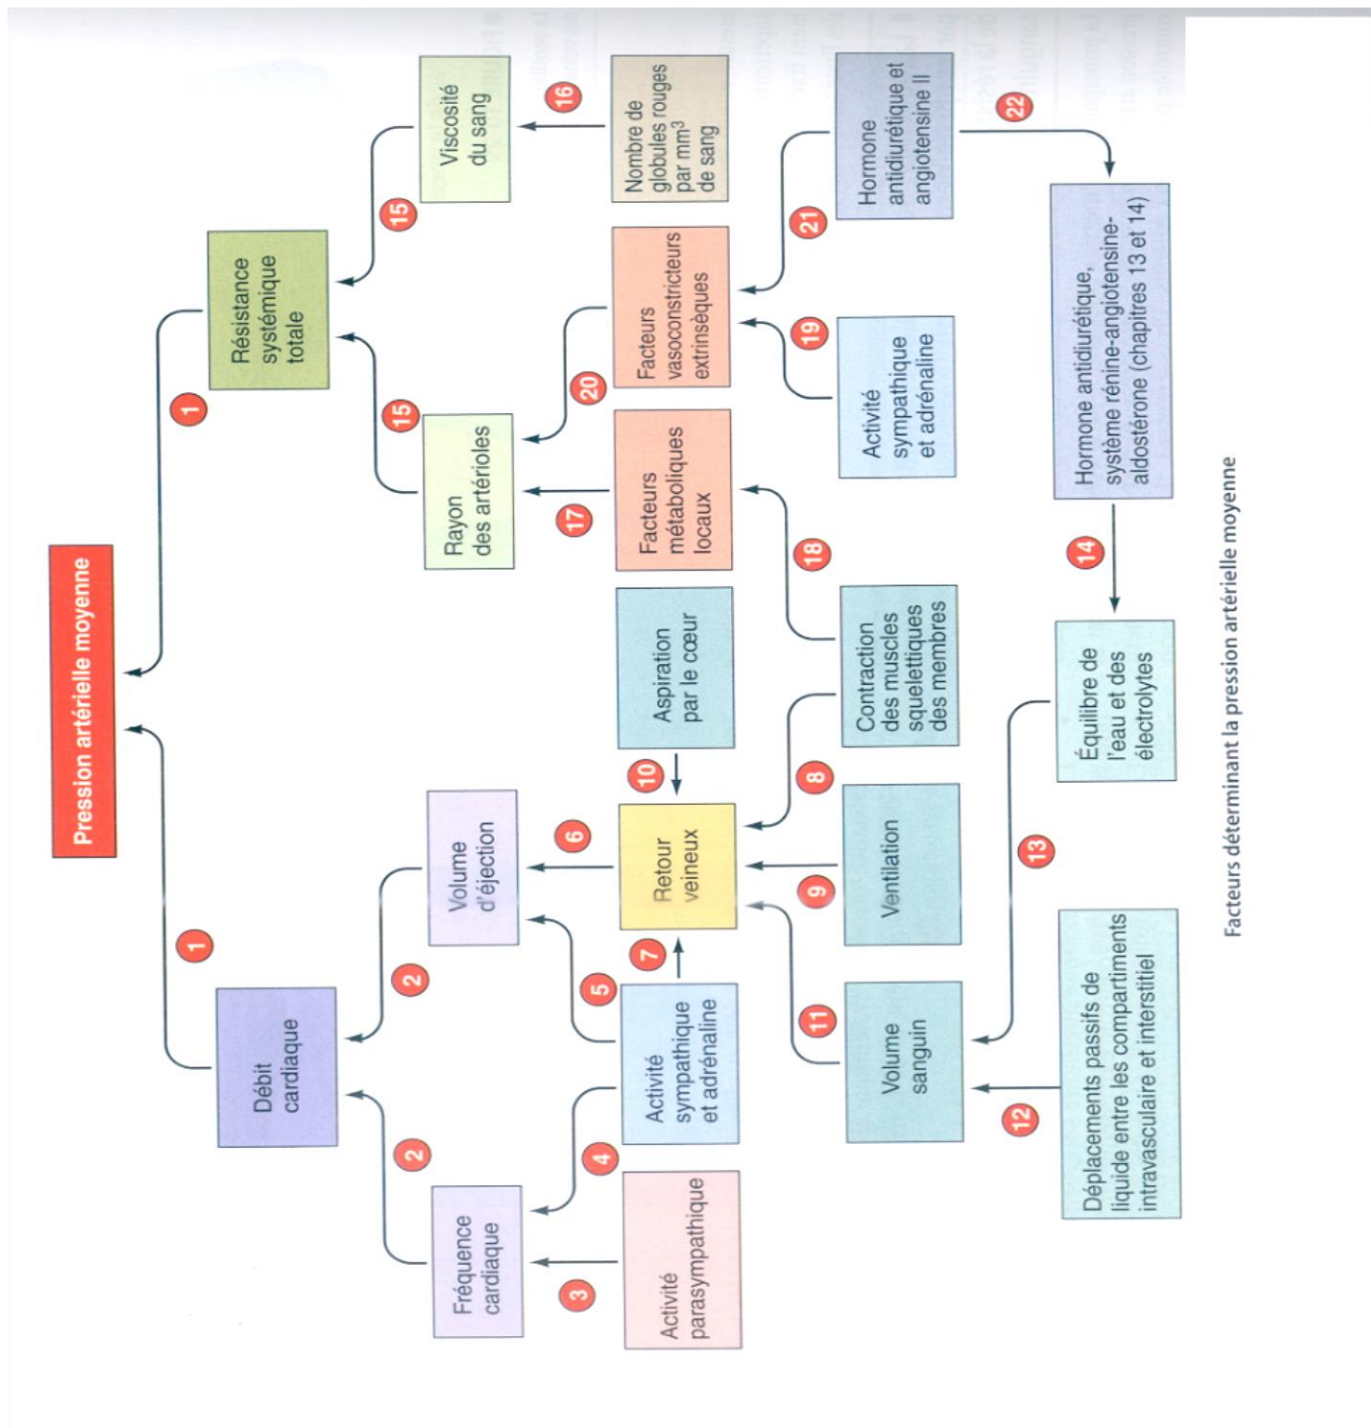 Pression artérielle moyenne
1
1
Débit
cardiaque
Résistance
systémique
totale
2
2
15
15
Fréquence
cardiaque
Volume
d'éjection
Rayon
des artérioles
Viscosité
du sang
3
4
5
6
17
20
16
Activité
parasympathique
Activité
sympathique
et adrénaline
7
Retour
veineux
10
Aspiration
par le cœur
Facteurs
métaboliques
locaux
Facteurs
vasoconstricteurs
extrinsèques
Nombre de
globules rouges
par mm³
de sang
11
9
8
18
19
21
Volume
sanguin
Ventilation
Contraction
des muscles
squelettiques
des membres
Activité
sympathique
et adrénaline
Hormone
antidiurétique et
angiotensine II
12
13
22
Déplacements passifs de
liquide entre les compartiments
intravasculaire et interstitiel
Équilibre de
l'eau et des
électrolytes
14
Hormone antidiurétique,
système rénine-angiotensine-
aldostérone (chapitres 13 et 14)
Facteurs déterminant la pression artérielle moyenne